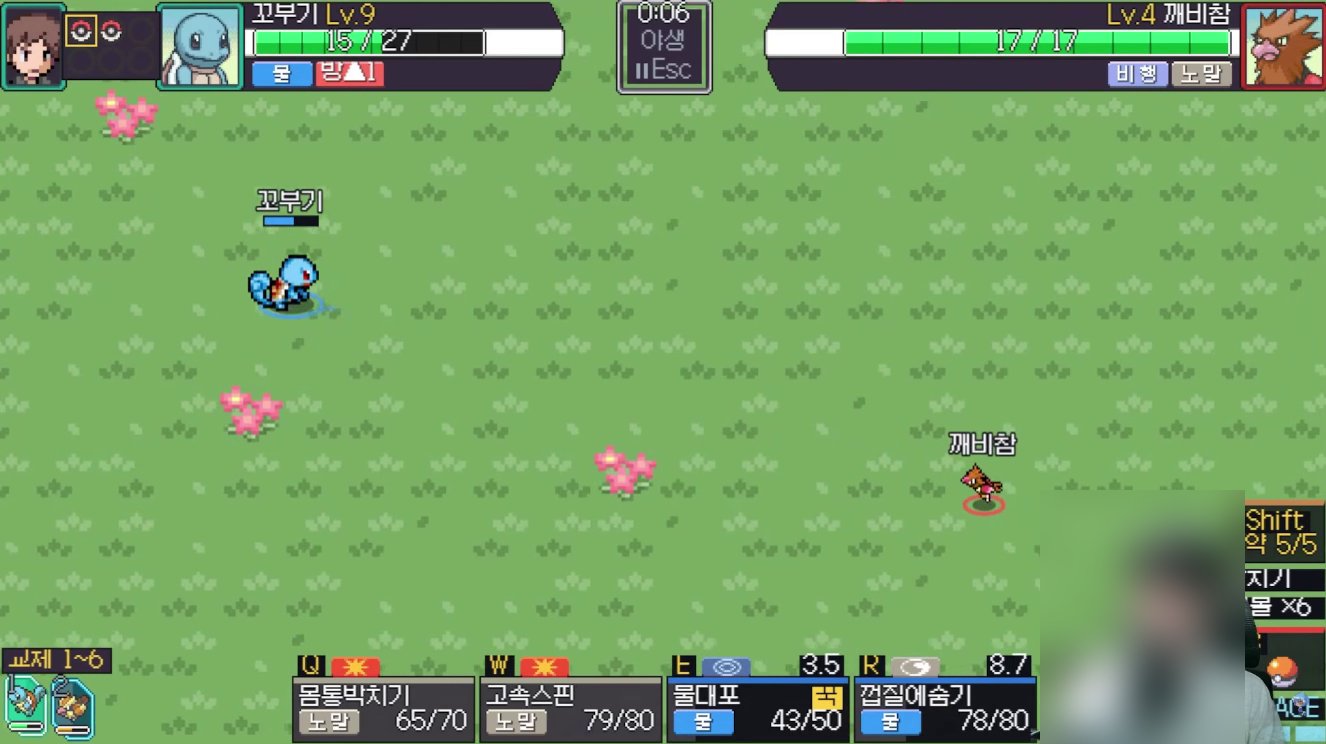 꼬부기 Lv.9
15/27
물 방▲1
0:06
야생
⏸Esc
Lv.4 깨비참
17/17
비행 노말
꼬부기
깨비참
Shift
약 5/5
치기
몰 ×6
교체 1~6
1 2
Q
몸통박치기
노말 65/70
W
고속스핀
노말 79/80
E 3.5
물대포
물 43/50
R 8.7
껍질에숨기
물 78/80